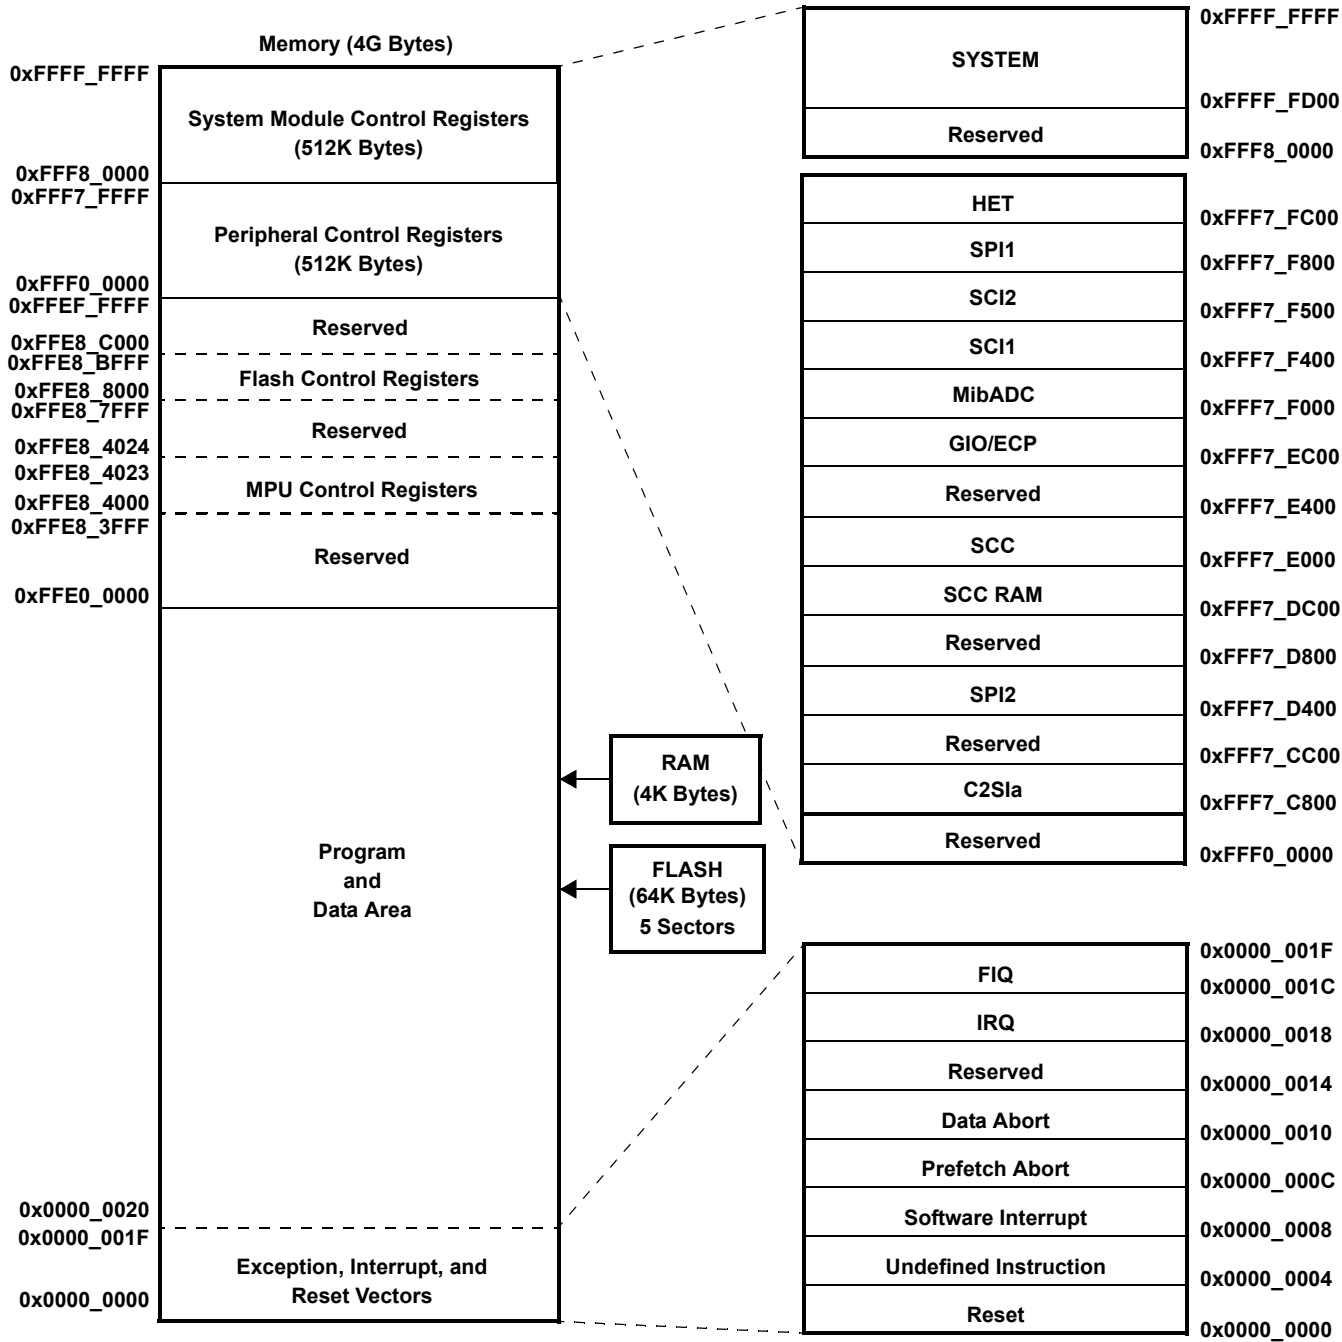 Memory (4G Bytes)
0xFFFF_FFFF
System Module Control Registers
(512K Bytes)
0xFFF8_0000
0xFFF7_FFFF
Peripheral Control Registers
(512K Bytes)
0xFFF0_0000
0xFFEF_FFFF
Reserved
0xFFE8_C000
0xFFE8_BFFF
Flash Control Registers
0xFFE8_8000
0xFFE8_7FFF
Reserved
0xFFE8_4024
0xFFE8_4023
MPU Control Registers
0xFFE8_4000
0xFFE8_3FFF
Reserved
0xFFE0_0000
Program
and
Data Area
0x0000_0020
0x0000_001F
Exception, Interrupt, and
Reset Vectors
0x0000_0000
RAM
(4K Bytes)
FLASH
(64K Bytes)
5 Sectors
0xFFFF_FFFF
SYSTEM
0xFFFF_FD00
Reserved
0xFFF8_0000
HET
0xFFF7_FC00
SPI1
0xFFF7_F800
SCI2
0xFFF7_F500
SCI1
0xFFF7_F400
MibADC
0xFFF7_F000
GIO/ECP
0xFFF7_EC00
Reserved
0xFFF7_E400
SCC
0xFFF7_E000
SCC RAM
0xFFF7_DC00
Reserved
0xFFF7_D800
SPI2
0xFFF7_D400
Reserved
0xFFF7_CC00
C2SIa
0xFFF7_C800
Reserved
0xFFF0_0000
0x0000_001F
FIQ
0x0000_001C
IRQ
0x0000_0018
Reserved
0x0000_0014
Data Abort
0x0000_0010
Prefetch Abort
0x0000_000C
Software Interrupt
0x0000_0008
Undefined Instruction
0x0000_0004
Reset
0x0000_0000